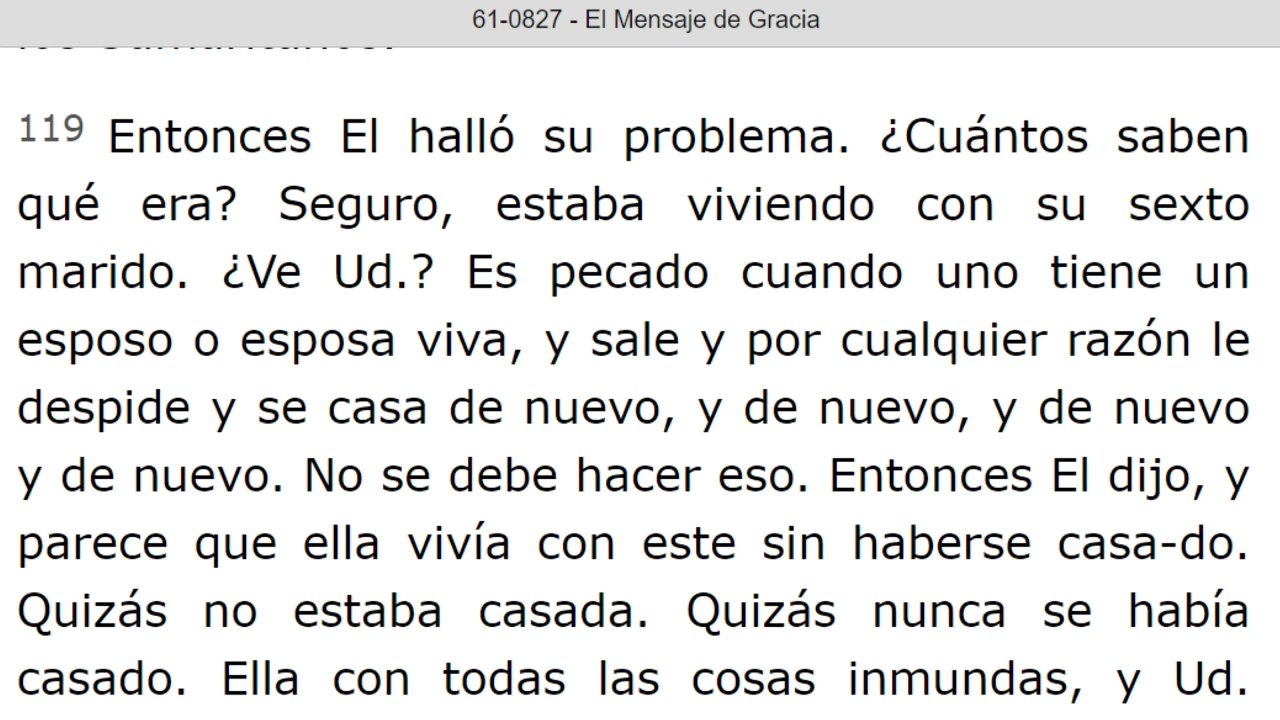 61-0827 - El Mensaje de Gracia
119 Entonces El halló su problema. ¿Cuántos saben
qué era? Seguro, estaba viviendo con su sexto
marido. ¿Ve Ud.? Es pecado cuando uno tiene un
esposo o esposa viva, y sale y por cualquier razón le
despide y se casa de nuevo, y de nuevo, y de nuevo
y de nuevo. No se debe hacer eso. Entonces El dijo, y
parece que ella vivía con este sin haberse casa-do.
Quizás no estaba casada. Quizás nunca se había
casado. Ella con todas las cosas inmundas, y Ud.